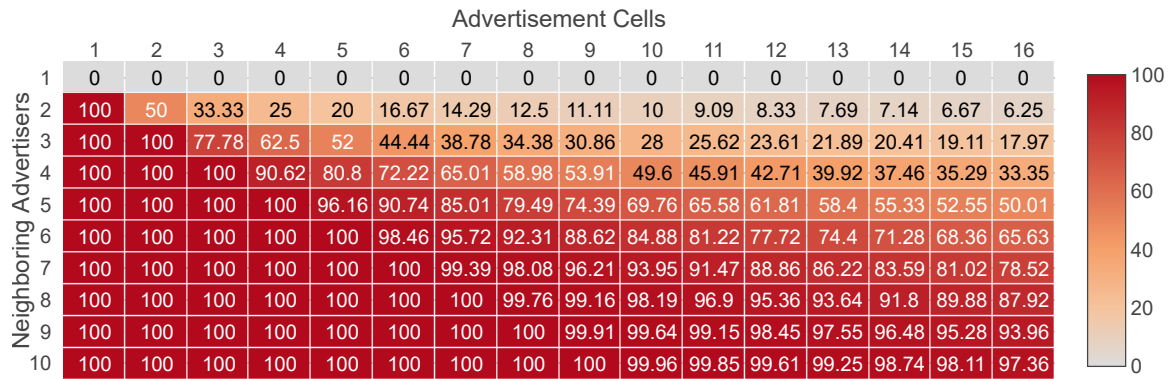 Advertisement Cells
1 2 3 4 5 6 7 8 9 10 11 12 13 14 15 16
Neighboring Advertisers
1 0 0 0 0 0 0 0 0 0 0 0 0 0 0 0 0
2 100 50 33.33 25 20 16.67 14.29 12.5 11.11 10 9.09 8.33 7.69 7.14 6.67 6.25
3 100 100 77.78 62.5 52 44.44 38.78 34.38 30.86 28 25.62 23.61 21.89 20.41 19.11 17.97
4 100 100 100 90.62 80.8 72.22 65.01 58.98 53.91 49.6 45.91 42.71 39.92 37.46 35.29 33.35
5 100 100 100 100 96.16 90.74 85.01 79.49 74.39 69.76 65.58 61.81 58.4 55.33 52.55 50.01
6 100 100 100 100 100 98.46 95.72 92.31 88.62 84.88 81.22 77.72 74.4 71.28 68.36 65.63
7 100 100 100 100 100 100 99.39 98.08 96.21 93.95 91.47 88.86 86.22 83.59 81.02 78.52
8 100 100 100 100 100 100 100 99.76 99.16 98.19 96.9 95.36 93.64 91.8 89.88 87.92
9 100 100 100 100 100 100 100 100 99.91 99.64 99.15 98.45 97.55 96.48 95.28 93.96
10 100 100 100 100 100 100 100 100 100 99.96 99.85 99.61 99.25 98.74 98.11 97.36
100
80
60
40
20
0